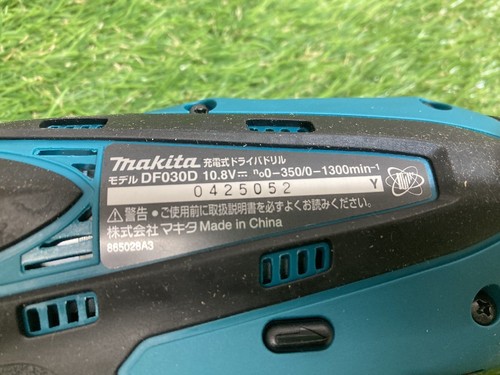 makita 充電式ドライバドリル
モデル DF030D 10.8V⎓ n₀0-350/0-1300min⁻¹
0425052 Y
⚠警告・ご使用前に取扱説明書を必ずよくお読みください。
株式会社 マキタ Made in China
865028A3